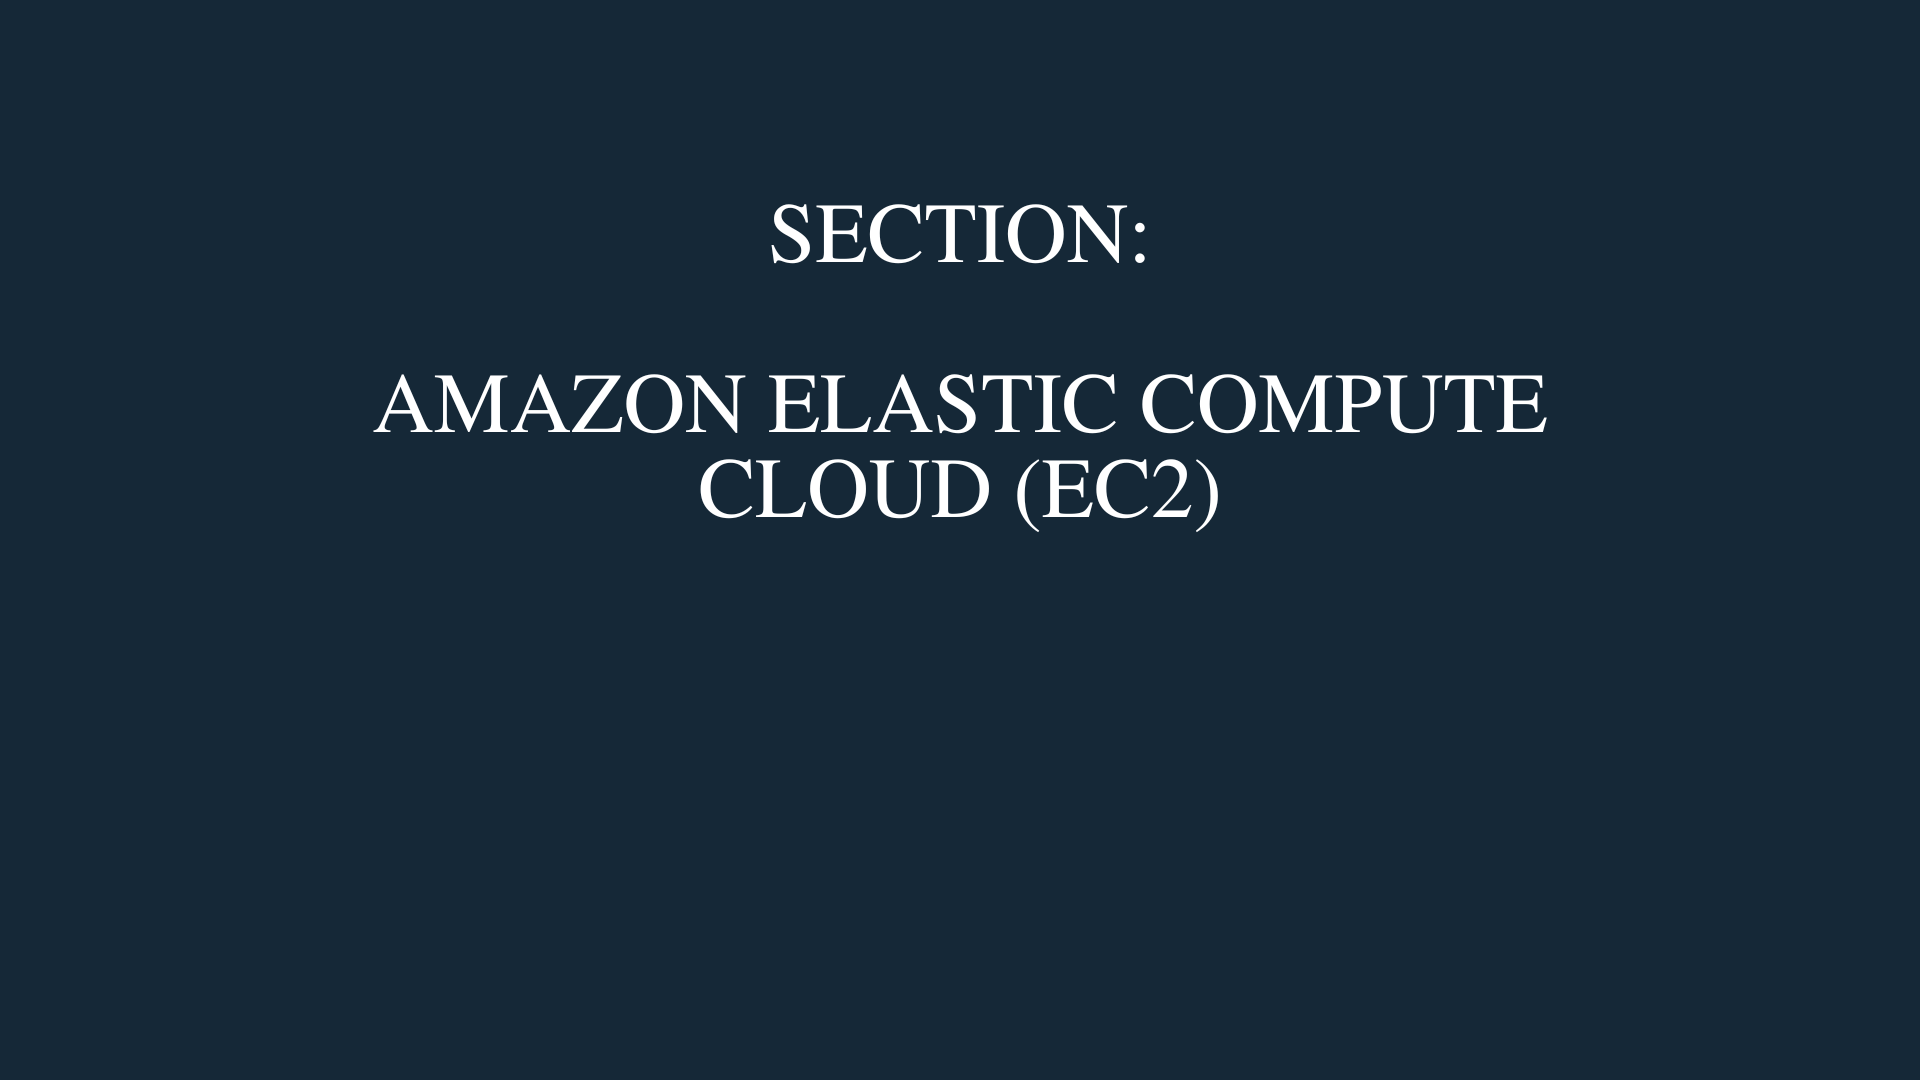 SECTION:
AMAZON ELASTIC COMPUTE
CLOUD (EC2)